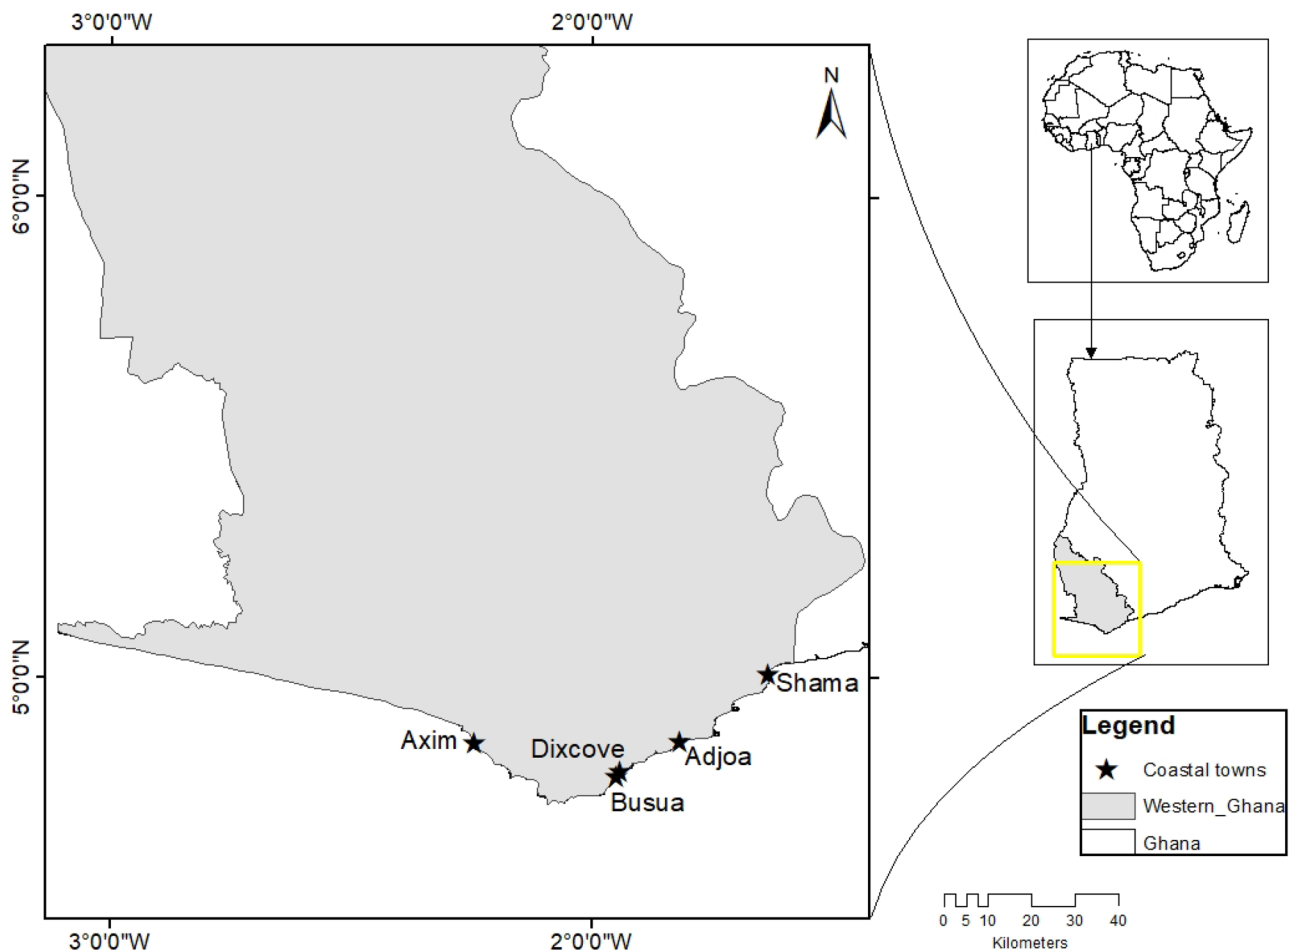 3°0'0"W
2°0'0"W
N
6°0'0"N
5°0'0"N
Shama
Axim
Dixcove
Adjoa
Busua
3°0'0"W
2°0'0"W
Legend
Coastal towns
Western_Ghana
Ghana
0 5 10 20 30 40
Kilometers